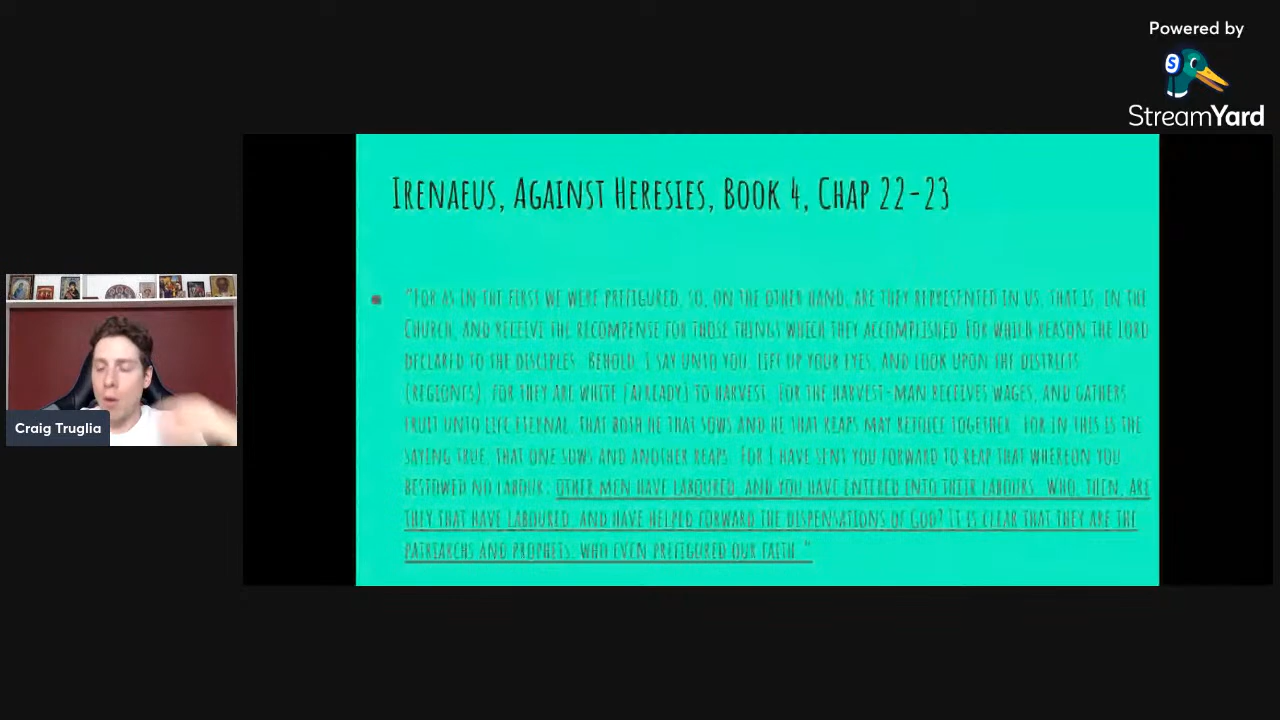 Powered by
StreamYard
IRENAEUS, AGAINST HERESIES, BOOK 4, CHAP 22-23
"FOR AS IN THE FIRST WE WERE PREFIGURED, SO, ON THE OTHER HAND, ARE THEY REPRESENTED IN US, THAT IS, IN THE
CHURCH, AND RECEIVE THE RECOMPENSE FOR THOSE THINGS WHICH THEY ACCOMPLISHED. FOR WHICH REASON THE LORD
DECLARED TO THE DISCIPLES: BEHOLD, I SAY UNTO YOU, LIFT UP YOUR EYES, AND LOOK UPON THE DISTRICTS
(REGIONES), FOR THEY ARE WHITE [ALREADY] TO HARVEST. FOR THE HARVEST-MAN RECEIVES WAGES, AND GATHERS
FRUIT UNTO LIFE ETERNAL, THAT BOTH HE THAT SOWS AND HE THAT REAPS MAY REJOICE TOGETHER. FOR IN THIS IS THE
SAYING TRUE, THAT ONE SOWS AND ANOTHER REAPS. FOR I HAVE SENT YOU FORWARD TO REAP THAT WHEREON YOU
BESTOWED NO LABOUR; OTHER MEN HAVE LABOURED, AND YOU HAVE ENTERED INTO THEIR LABOURS. WHO, THEN, ARE
THEY THAT HAVE LABOURED, AND HAVE HELPED FORWARD THE DISPENSATIONS OF GOD? IT IS CLEAR THAT THEY ARE THE
PATRIARCHS AND PROPHETS, WHO EVEN PREFIGURED OUR FAITH."
Craig Truglia